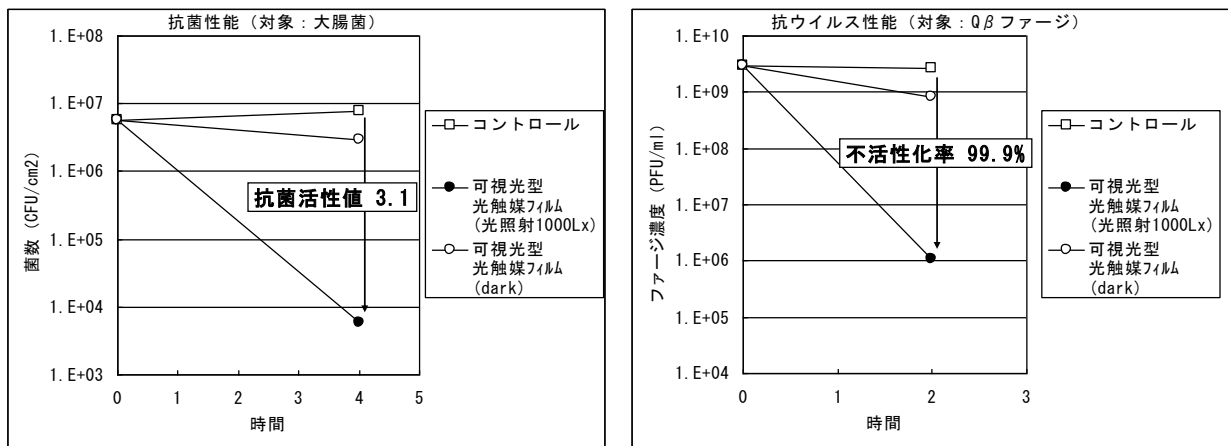 抗菌性能（対象：大腸菌）
1.E+08
1.E+07
1.E+06
1.E+05
1.E+04
1.E+03
菌数 (CFU/cm2)
0 1 2 3 4 5
時間
抗菌活性値 3.1
コントロール
可視光型
光触媒ﾌｨﾙﾑ
(光照射1000Lx)
可視光型
光触媒ﾌｨﾙﾑ
(dark)
抗ウイルス性能（対象：Qβファージ）
1.E+10
1.E+09
1.E+08
1.E+07
1.E+06
1.E+05
1.E+04
ファージ濃度 (PFU/ml)
0 1 2 3
時間
不活性化率 99.9%
コントロール
可視光型
光触媒ﾌｨﾙﾑ
(光照射1000Lx)
可視光型
光触媒ﾌｨﾙﾑ
(dark)